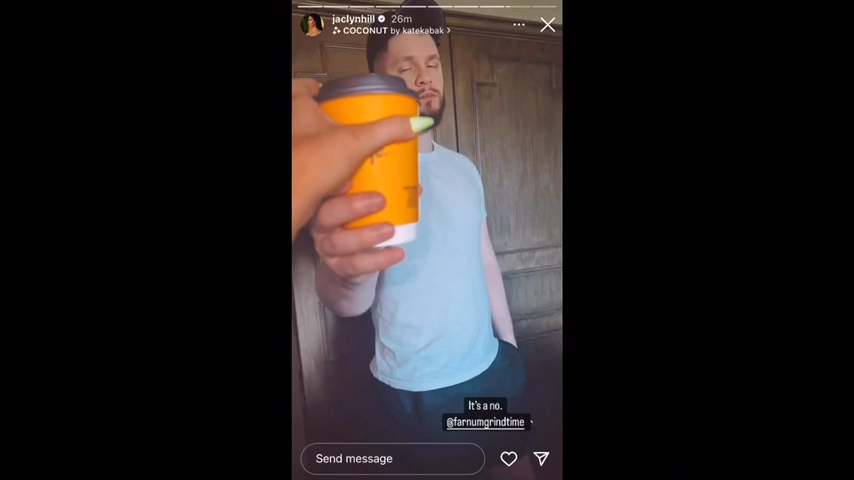 jaclynhill 26m
COCONUT by katekabak >
It's a no.
@farnumgrindtime
Send message